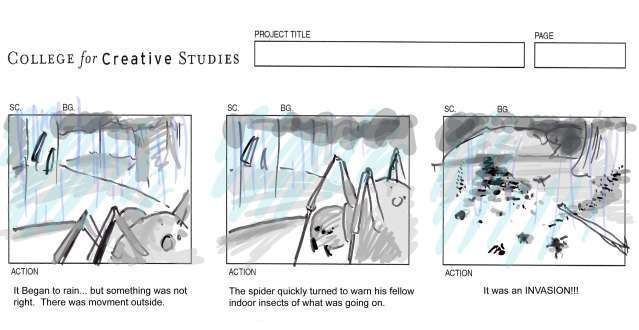 PROJECT TITLE
PAGE
COLLEGE for CReative STUDIES
SC. BG. SC. BG. SC. BG.
ACTION ACTION ACTION
It Began to rain... but something was not
right. There was movment outside.
The spider quickly turned to warn his fellow
indoor insects of what was going on.
It was an INVASION!!!